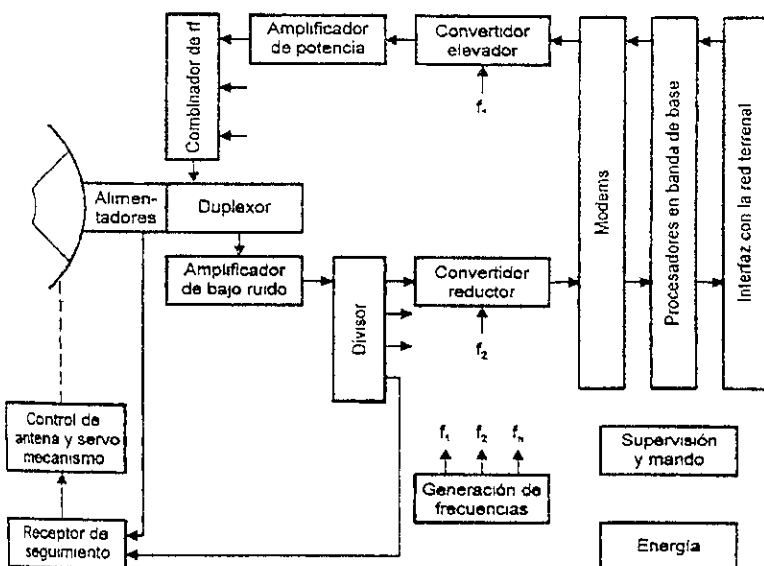 Combinador de rf
Amplificador
de potencia
Convertidor
elevador
f₁
Modems
Procesadores en banda de base
Interfaz con la red terrenal
Alimen-
tadores
Duplexor
Amplificador
de bajo ruido
Divisor
Convertidor
reductor
f₂
Control de
antena y servo
mecanismo
Receptor de
seguimiento
f₁ f₂ fₙ
Generación de
frecuencias
Supervisión
y mando
Energía